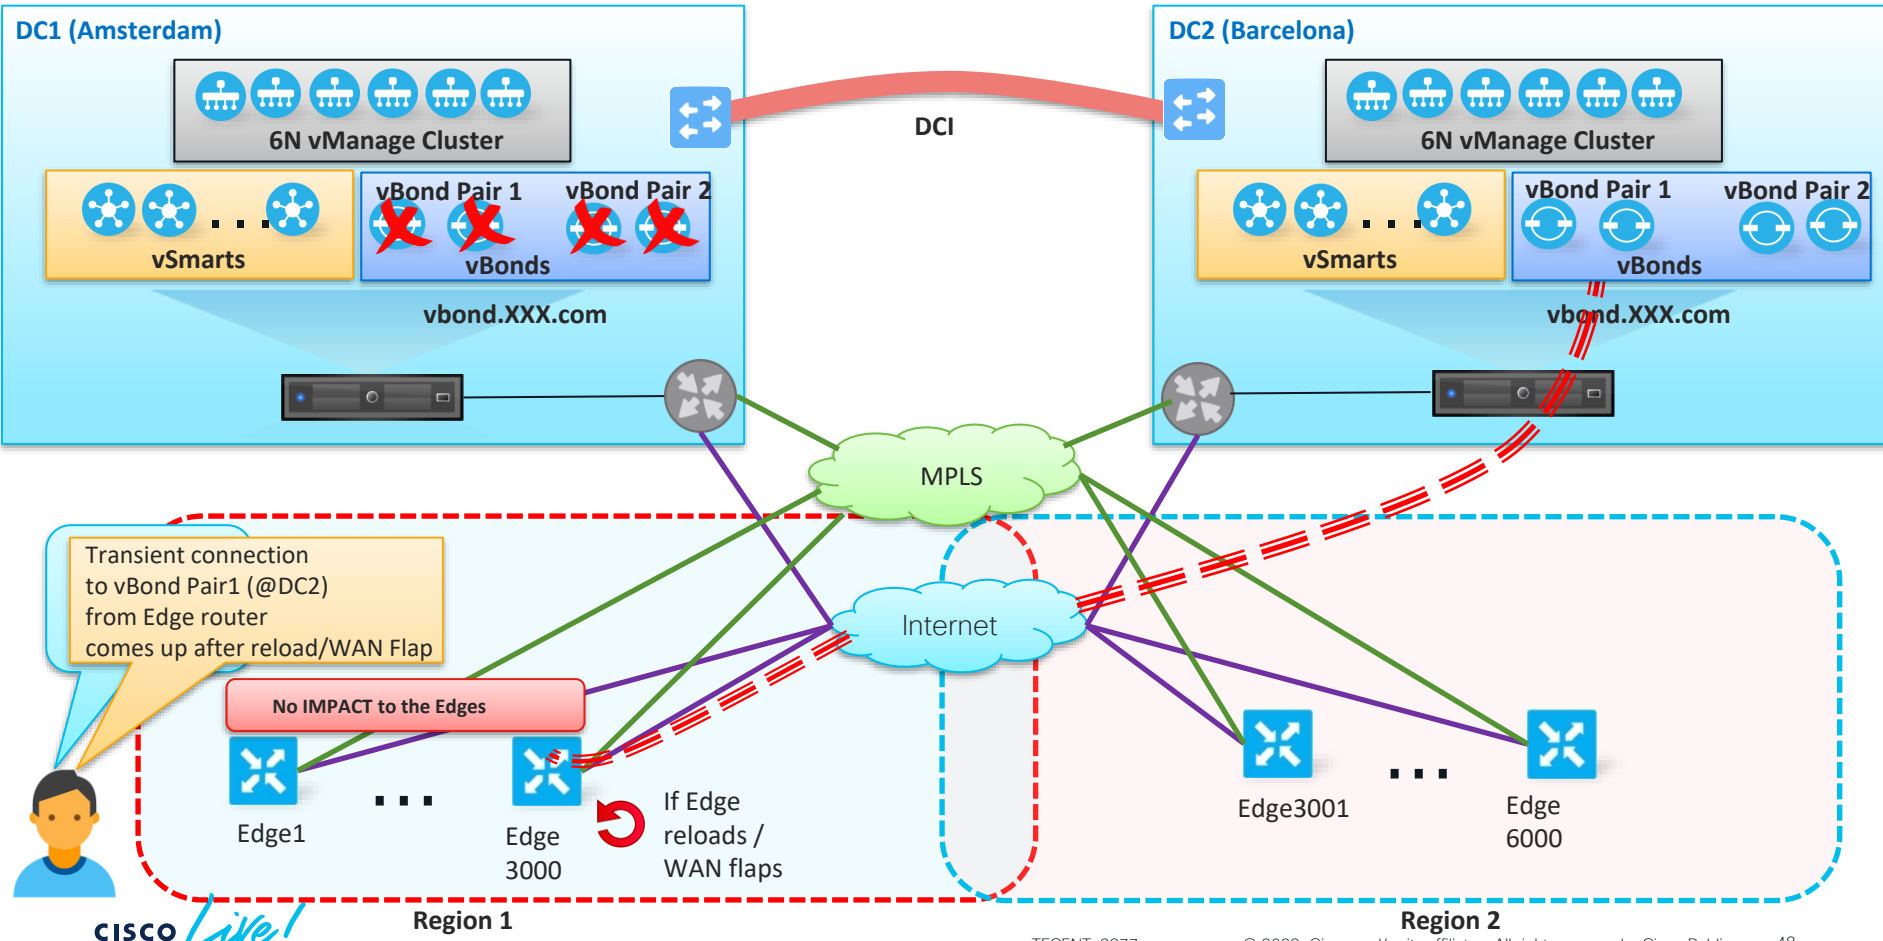 DC1 (Amsterdam)
6N vManage Cluster
vSmarts
. . .
vBond Pair 1
vBond Pair 2
vBonds
vbond.XXX.com
DCI
DC2 (Barcelona)
6N vManage Cluster
vSmarts
. . .
vBond Pair 1
vBond Pair 2
vBonds
vbond.XXX.com
MPLS
Internet
Transient connection
to vBond Pair1 (@DC2)
from Edge router
comes up after reload/WAN Flap
No IMPACT to the Edges
Edge1
...
Edge
3000
If Edge
reloads /
WAN flaps
Edge3001
...
Edge
6000
Region 1
Region 2
CISCO Live!